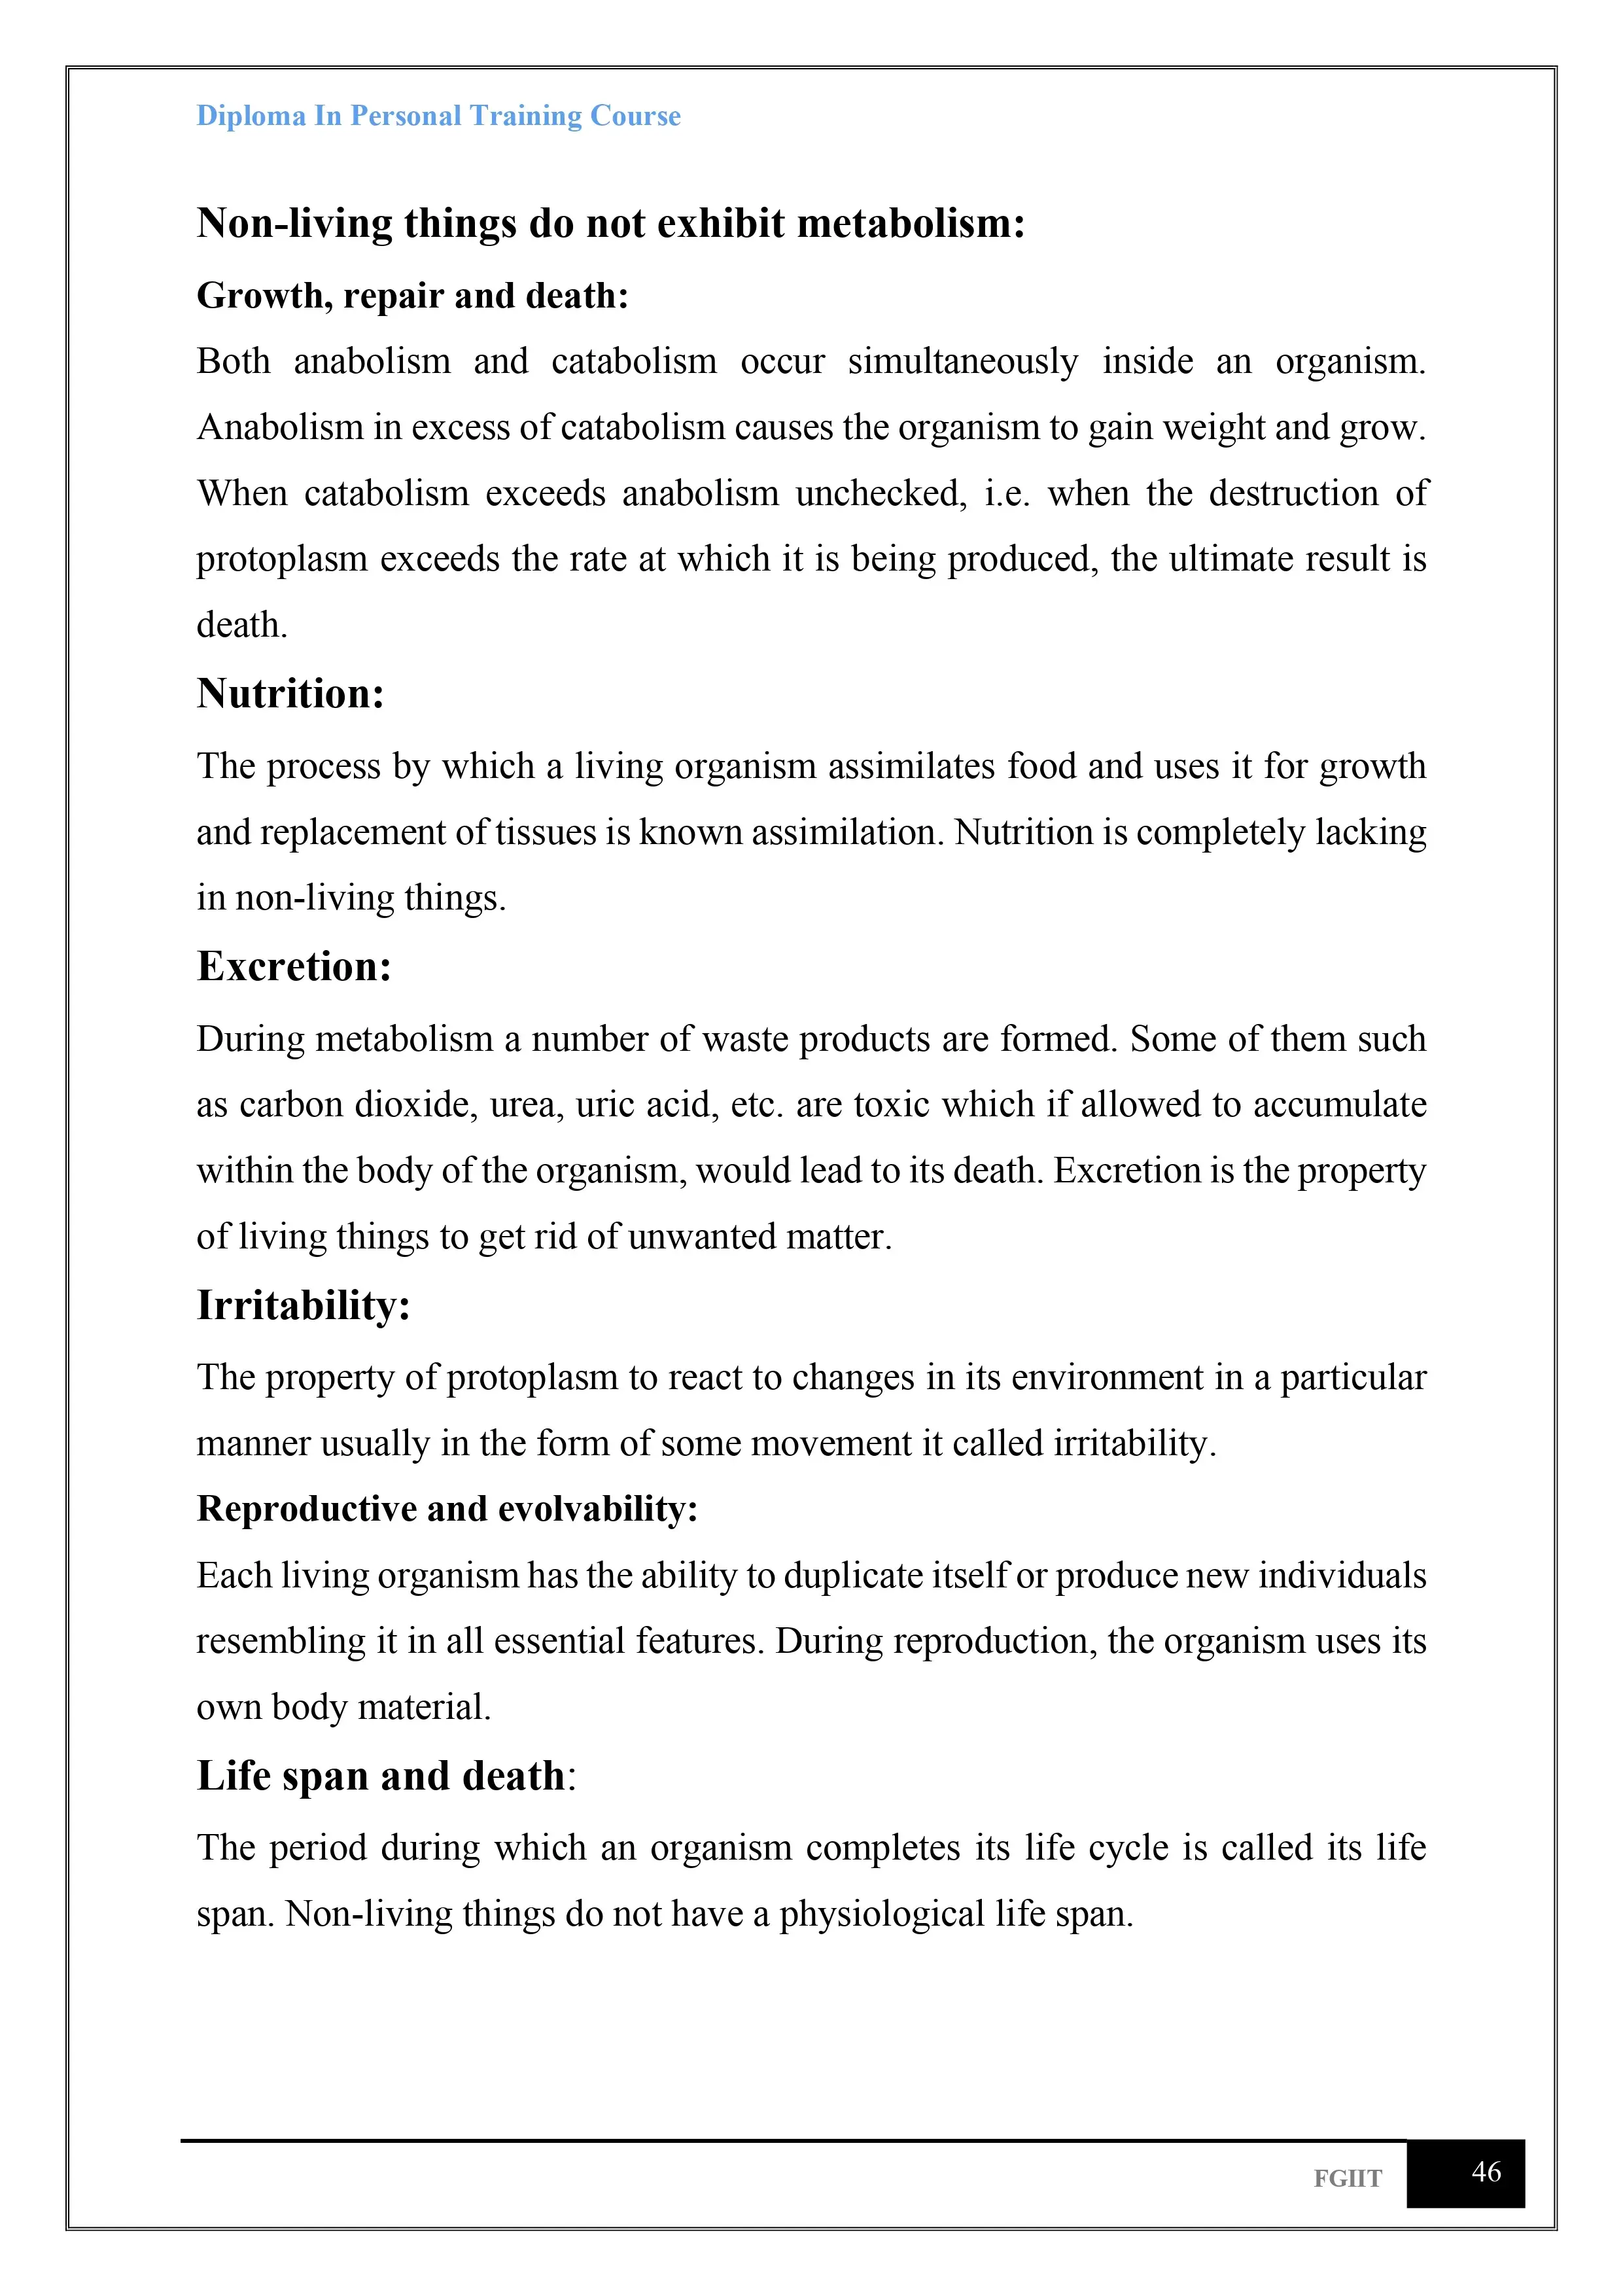 Diploma In Personal Training Course
Non-living things do not exhibit metabolism:
Growth, repair and death:
Both anabolism and catabolism occur simultaneously inside an organism.
Anabolism in excess of catabolism causes the organism to gain weight and grow.
When catabolism exceeds anabolism unchecked, i.e. when the destruction of
protoplasm exceeds the rate at which it is being produced, the ultimate result is
death.
Nutrition:
The process by which a living organism assimilates food and uses it for growth
and replacement of tissues is known assimilation. Nutrition is completely lacking
in non-living things.
Excretion:
During metabolism a number of waste products are formed. Some of them such
as carbon dioxide, urea, uric acid, etc. are toxic which if allowed to accumulate
within the body of the organism, would lead to its death. Excretion is the property
of living things to get rid of unwanted matter.
Irritability:
The property of protoplasm to react to changes in its environment in a particular
manner usually in the form of some movement it called irritability.
Reproductive and evolvability:
Each living organism has the ability to duplicate itself or produce new individuals
resembling it in all essential features. During reproduction, the organism uses its
own body material.
Life span and death:
The period during which an organism completes its life cycle is called its life
span. Non-living things do not have a physiological life span.
FGIIT 46